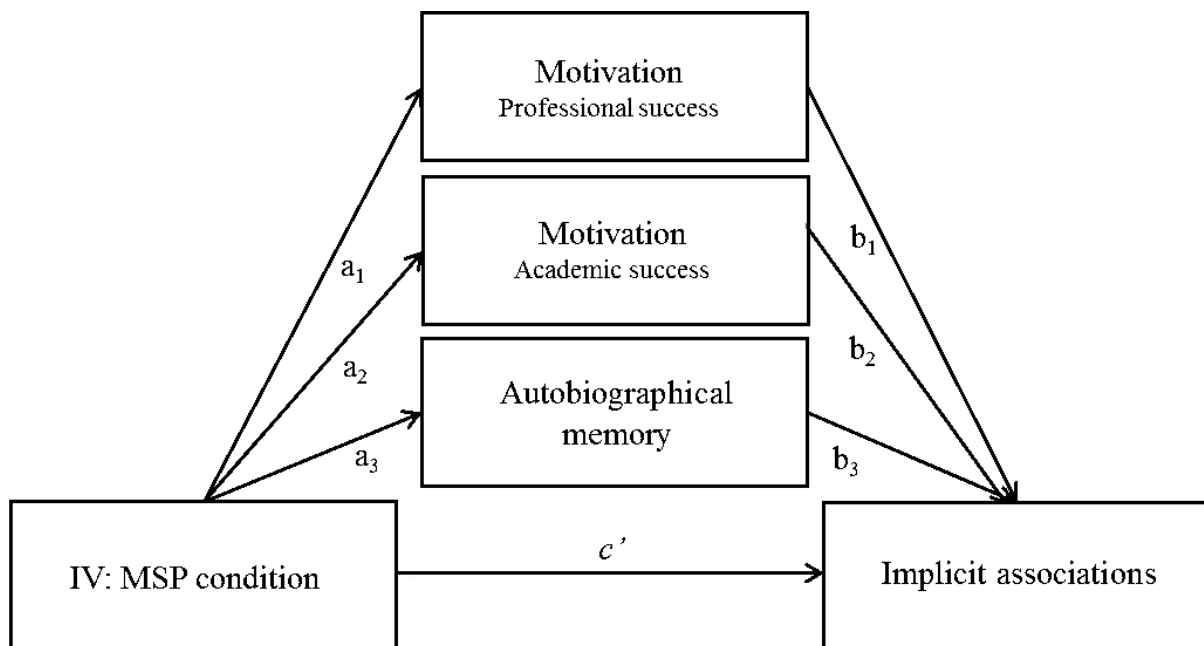 Motivation
Professional success
Motivation
Academic success
Autobiographical
memory
a₁
a₂
a₃
b₁
b₂
b₃
IV: MSP condition
c’
Implicit associations